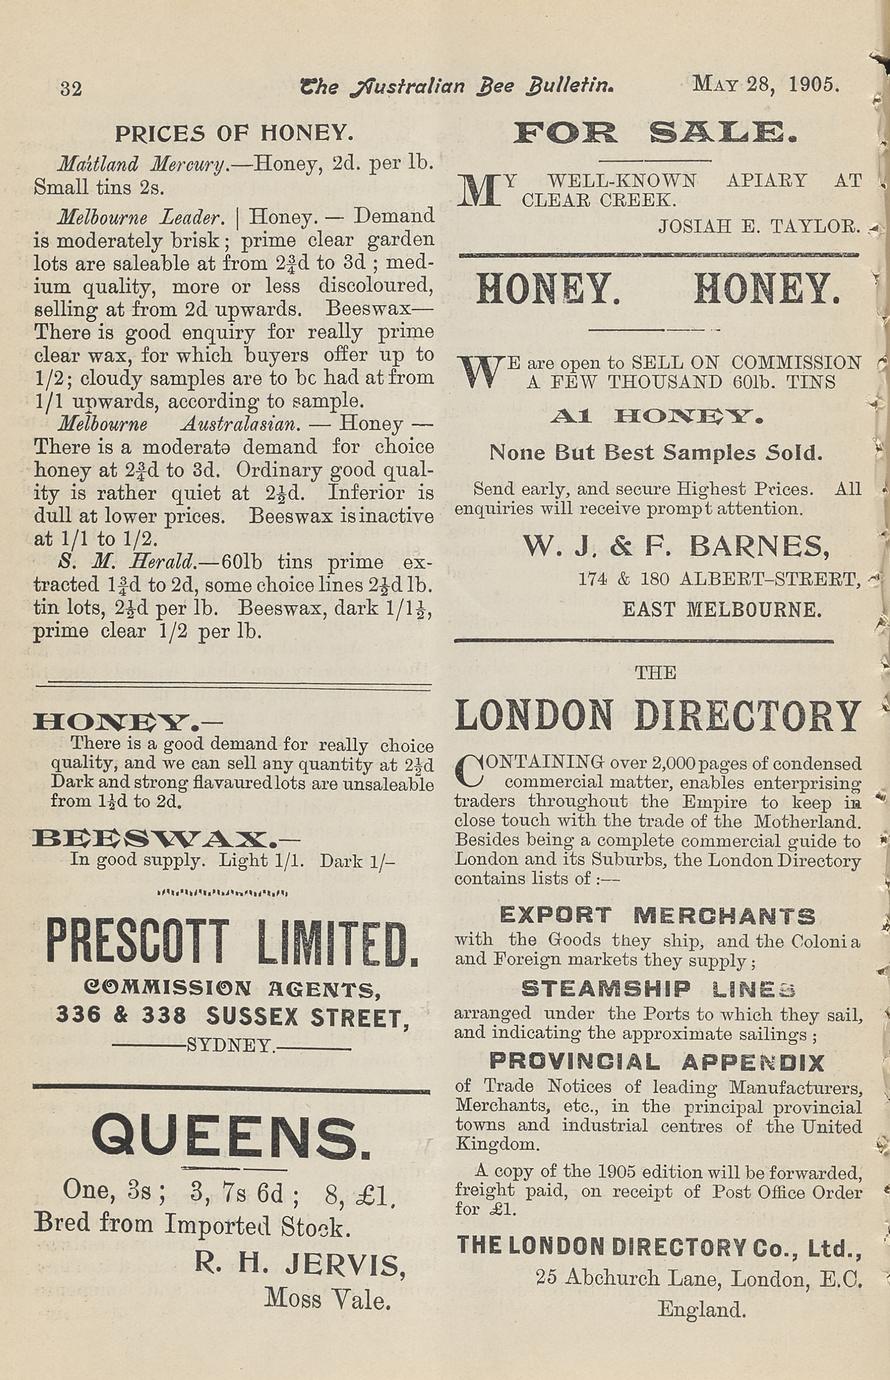 32
The Australian Bee Bulletin.
MAY 28, 1905.
PRICES OF HONEY.
Maitland Mercury.—Honey, 2d. per lb.
Small tins 2s.
Melbourne Leader. | Honey. — Demand
is moderately brisk; prime clear garden
lots are saleable at from 2¾d to 3d ; med-
ium quality, more or less discoloured,
selling at from 2d upwards. Beeswax—
There is good enquiry for really prime
clear wax, for which buyers offer up to
1/2; cloudy samples are to be had at from
1/1 upwards, according to sample.
Melbourne Australasian. — Honey —
There is a moderate demand for choice
honey at 2¾d to 3d. Ordinary good qual-
ity is rather quiet at 2½d. Inferior is
dull at lower prices. Beeswax is inactive
at 1/1 to 1/2.
S. M. Herald.—60lb tins prime ex-
tracted 1¾d to 2d, some choice lines 2½d lb.
tin lots, 2½d per lb. Beeswax, dark 1/1½,
prime clear 1/2 per lb.
HONEY.—
There is a good demand for really choice
quality, and we can sell any quantity at 2½d
Dark and strong flavaured lots are unsaleable
from 1½d to 2d.
BEESWAX.—
In good supply. Light 1/1. Dark 1/–
PRESCOTT LIMITED.
COMMISSION AGENTS,
336 & 338 SUSSEX STREET,
SYDNEY.
QUEENS.
One, 3s ; 3, 7s 6d ; 8, £1.
Bred from Imported Stock.
R. H. JERVIS,
Moss Vale.
FOR SALE.
MY WELL-KNOWN APIARY AT
CLEAR CREEK.
JOSIAH E. TAYLOR.
HONEY. HONEY.
WE are open to SELL ON COMMISSION
A FEW THOUSAND 60lb. TINS
A1 HONEY.
None But Best Samples Sold.
Send early, and secure Highest Prices. All
enquiries will receive prompt attention.
W. J. & F. BARNES,
174 & 180 ALBERT–STREET,
EAST MELBOURNE.
THE
LONDON DIRECTORY
CONTAINING over 2,000 pages of condensed
commercial matter, enables enterprising
traders throughout the Empire to keep in
close touch with the trade of the Motherland.
Besides being a complete commercial guide to
London and its Suburbs, the London Directory
contains lists of :—
EXPORT MERCHANTS
with the Goods they ship, and the Colonia
and Foreign markets they supply ;
STEAMSHIP LINES
arranged under the Ports to which they sail,
and indicating the approximate sailings ;
PROVINCIAL APPENDIX
of Trade Notices of leading Manufacturers,
Merchants, etc., in the principal provincial
towns and industrial centres of the United
Kingdom.
A copy of the 1905 edition will be forwarded,
freight paid, on receipt of Post Office Order
for £1.
THE LONDON DIRECTORY Co., Ltd.,
25 Abchurch Lane, London, E.C.
England.